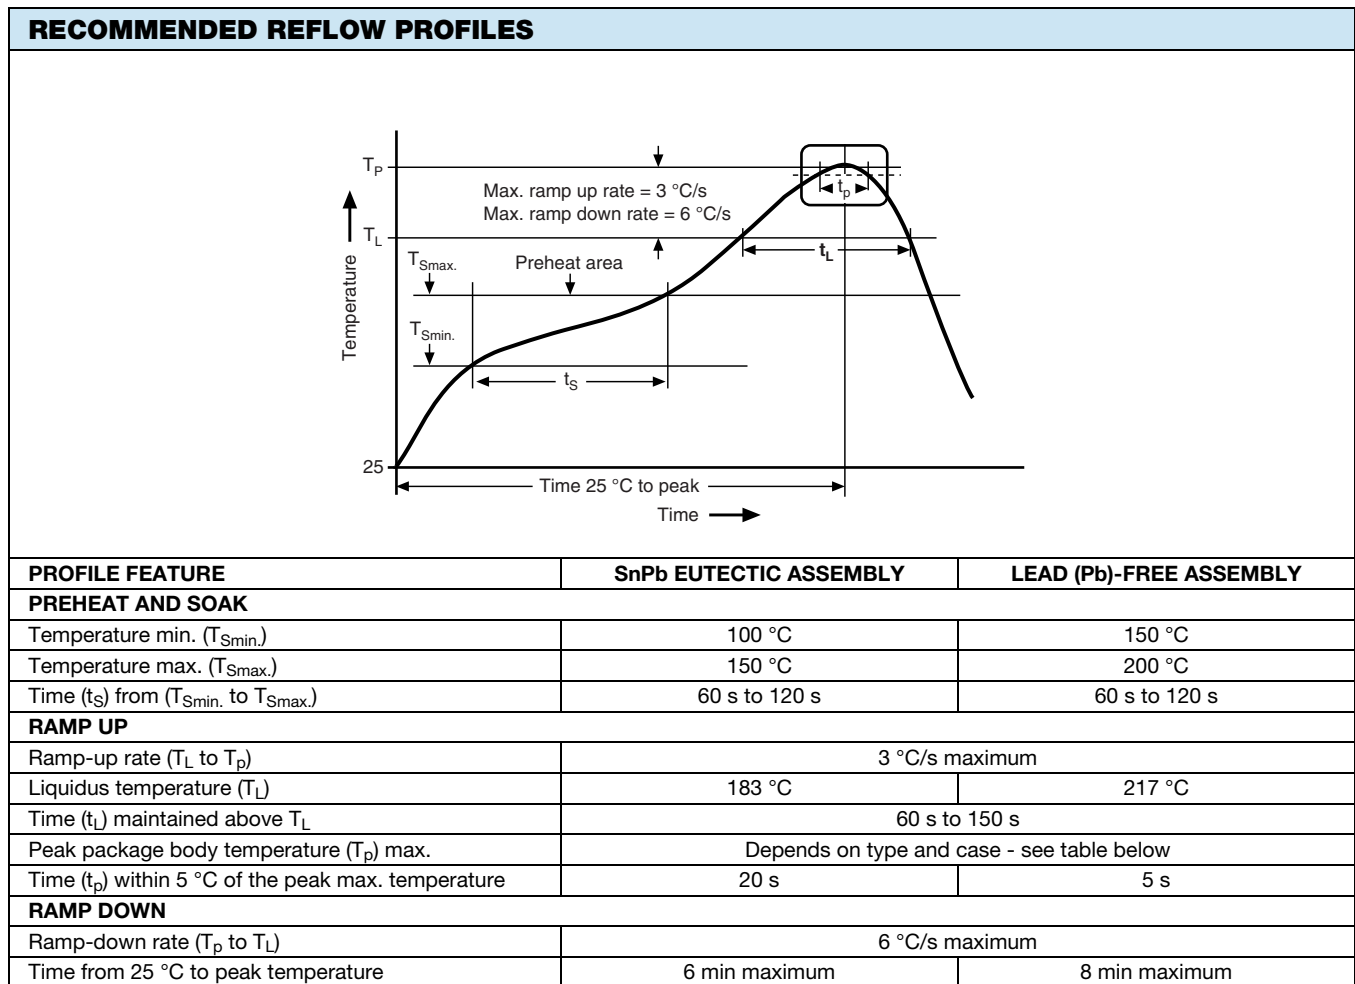 RECOMMENDED REFLOW PROFILES
TP
Max. ramp up rate = 3 °C/s
Max. ramp down rate = 6 °C/s
tp
TL
tL
TSmax.
Preheat area
Temperature
TSmin.
tS
25
Time 25 °C to peak
Time
PROFILE FEATURE SnPb EUTECTIC ASSEMBLY LEAD (Pb)-FREE ASSEMBLY
PREHEAT AND SOAK
Temperature min. (TSmin.) 100 °C 150 °C
Temperature max. (TSmax.) 150 °C 200 °C
Time (tS) from (TSmin. to TSmax.) 60 s to 120 s 60 s to 120 s
RAMP UP
Ramp-up rate (TL to Tp) 3 °C/s maximum
Liquidus temperature (TL) 183 °C 217 °C
Time (tL) maintained above TL 60 s to 150 s
Peak package body temperature (Tp) max. Depends on type and case - see table below
Time (tp) within 5 °C of the peak max. temperature 20 s 5 s
RAMP DOWN
Ramp-down rate (Tp to TL) 6 °C/s maximum
Time from 25 °C to peak temperature 6 min maximum 8 min maximum